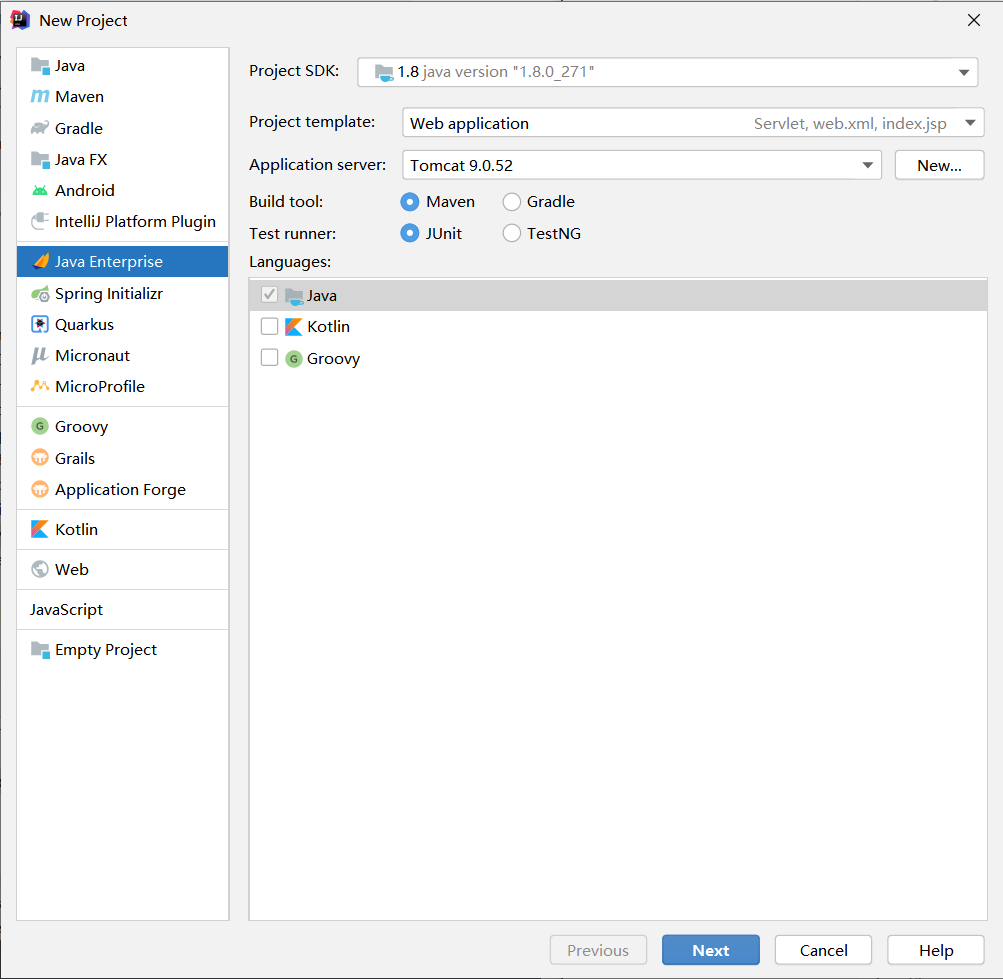 New Project
Java
Maven
Gradle
Java FX
Android
IntelliJ Platform Plugin
Java Enterprise
Spring Initializr
Quarkus
Micronaut
MicroProfile
Groovy
Grails
Application Forge
Kotlin
Web
JavaScript
Empty Project
Project SDK: 1.8 java version "1.8.0_271"
Project template: Web application Servlet, web.xml, index.jsp
Application server: Tomcat 9.0.52 New...
Build tool: Maven Gradle
Test runner: JUnit TestNG
Languages:
Java
Kotlin
G Groovy
Previous Next Cancel Help